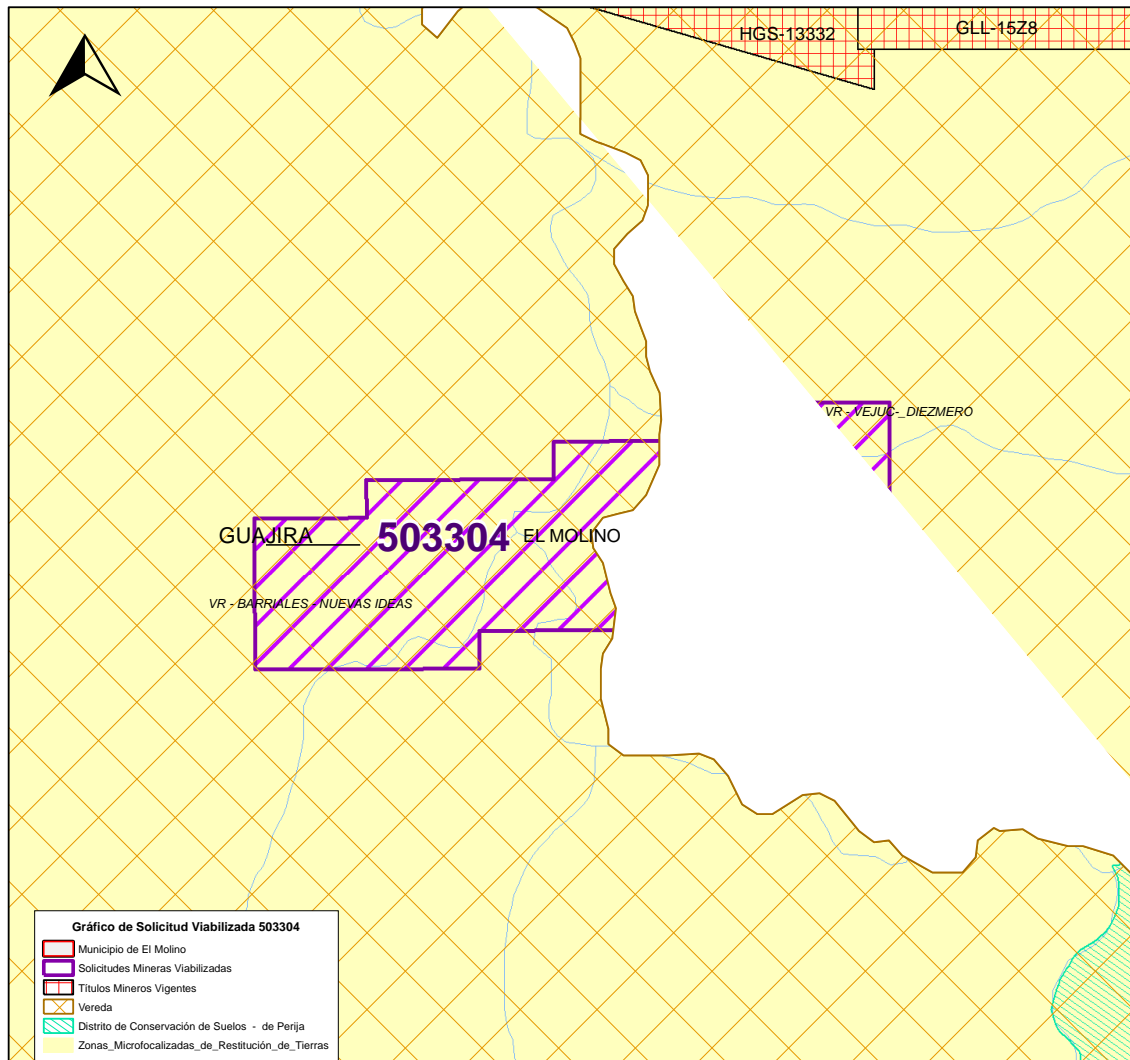 HGS-13332
GLL-15Z8
VR - VEJUC-_DIEZMERO
GUAJIRA
503304
EL MOLINO
VR - BARRIALES - NUEVAS IDEAS
Gráfico de Solicitud Viabilizada 503304
Municipio de El Molino
Solicitudes Mineras Viabilizadas
Títulos Mineros Vigentes
Vereda
Distrito de Conservación de Suelos - de Perija
Zonas_Microfocalizadas_de_Restitución_de_Tierras